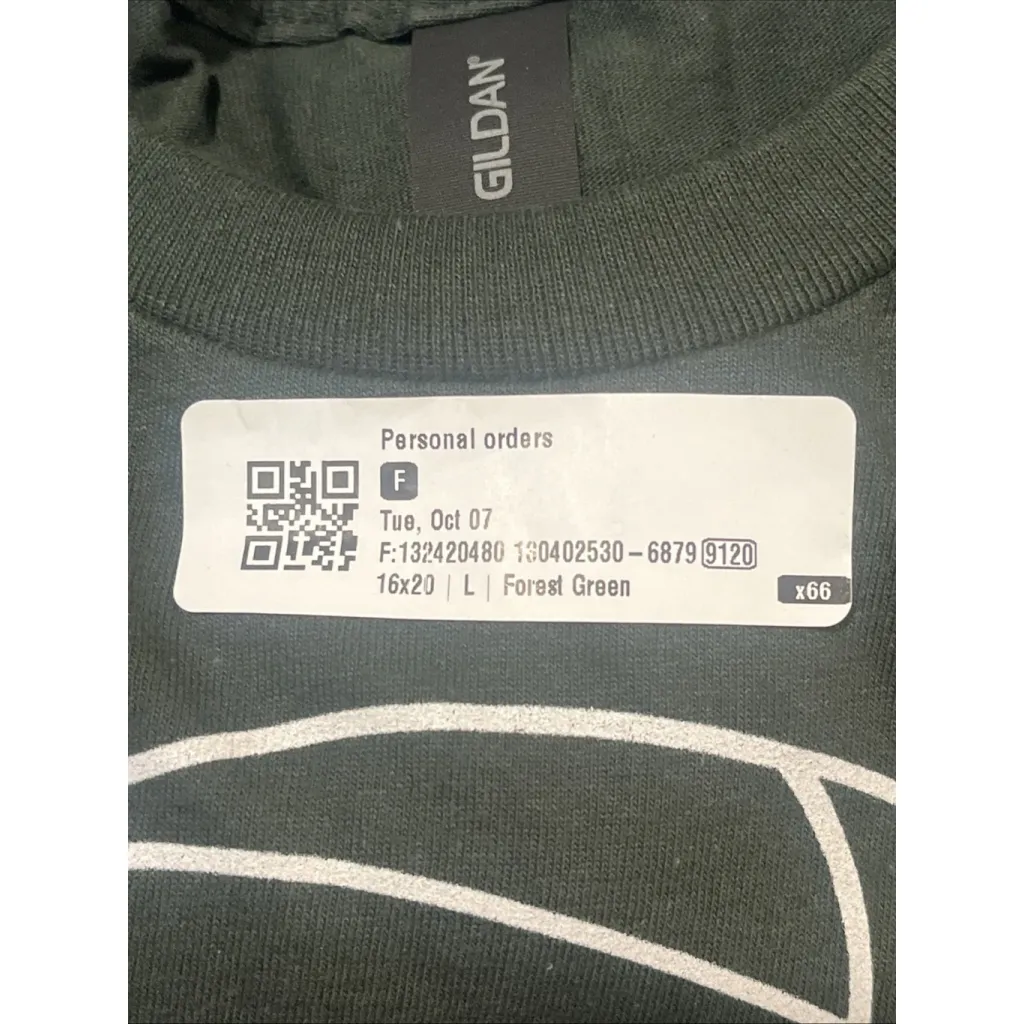 GILDAN®
Personal orders
F
Tue, Oct 07
F:132420480 130402530–6879 9120
16x20 | L | Forest Green
x66